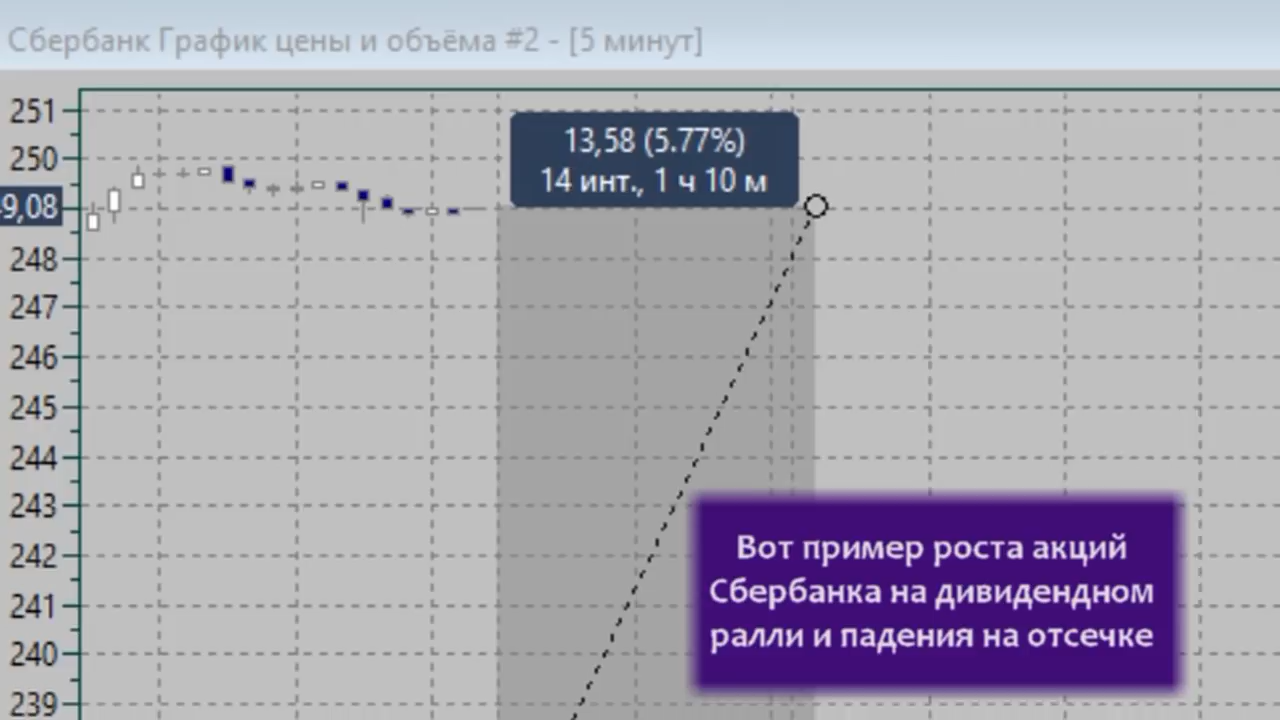 Сбербанк График цены и объёма #2 - [5 минут]
251
250
9,08
248
247
246
245
244
243
242
241
240
239
13,58 (5.77%)
14 инт., 1 ч 10 м
Вот пример роста акций
Сбербанка на дивидендном
ралли и падения на отсечке